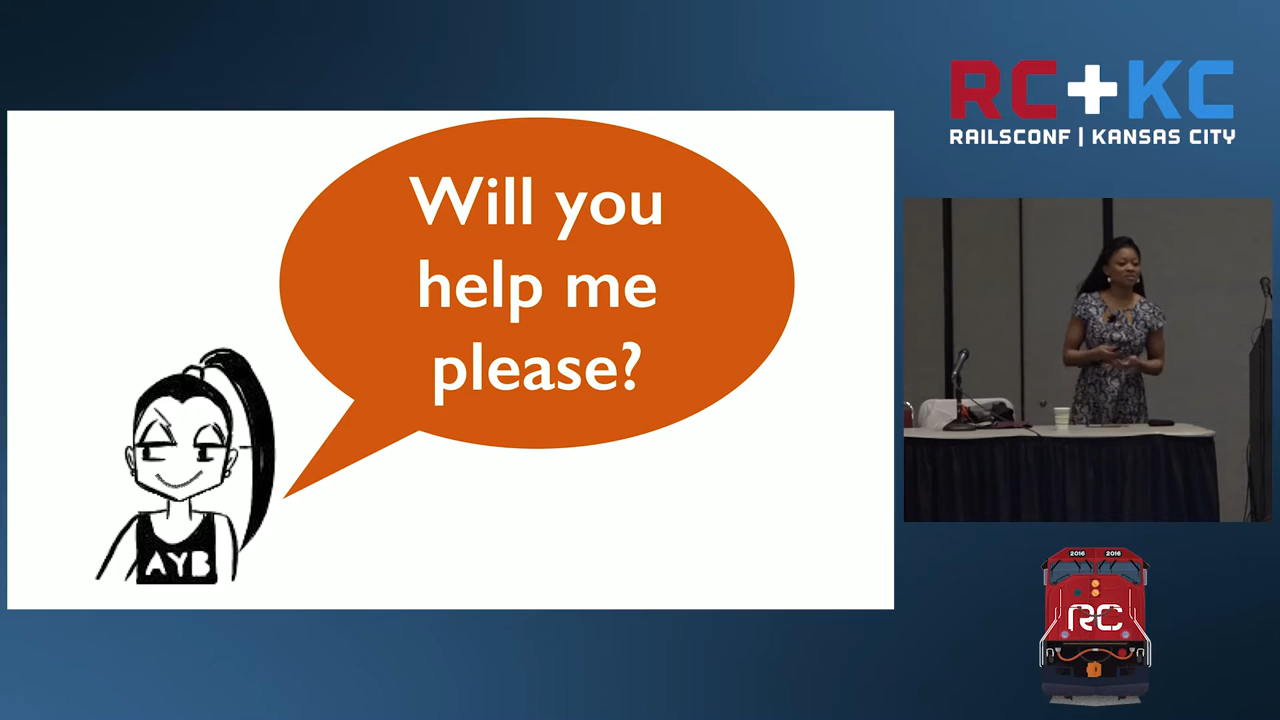 RC+KC
RAILSCONF | KANSAS CITY
Will you
help me
please?
AYB
2016 2016
RC